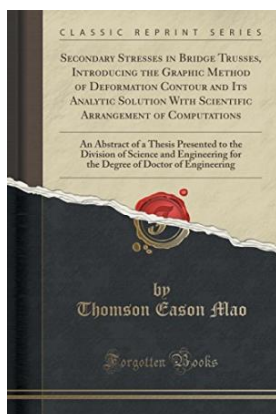 CLASSIC REPRINT SERIES
SECONDARY STRESSES IN BRIDGE TRUSSES,
INTRODUCING THE GRAPHIC METHOD
OF DEFORMATION CONTOUR AND ITS
ANALYTIC SOLUTION WITH SCIENTIFIC
ARRANGEMENT OF COMPUTATIONS
An Abstract of a Thesis Presented to the
Division of Science and Engineering for
the Degree of Doctor of Engineering
by
Thomson Eason Mao
Forgotten Books